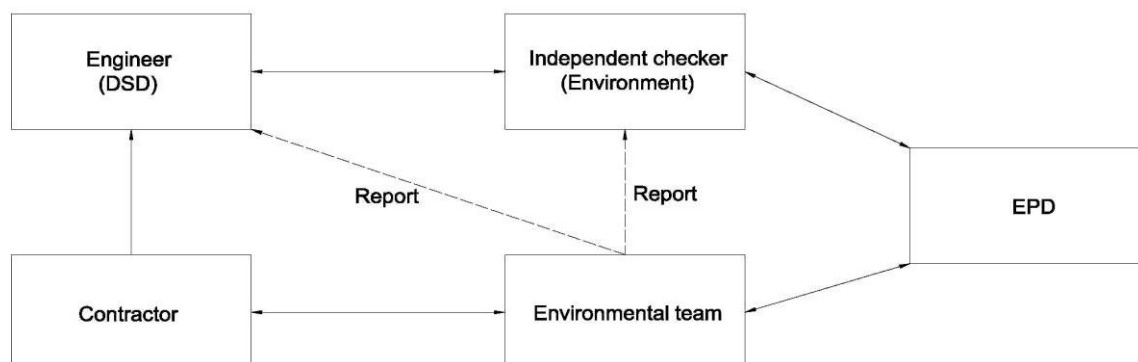 Engineer
(DSD)
Independent checker
(Environment)
Report
Report
EPD
Contractor
Environmental team